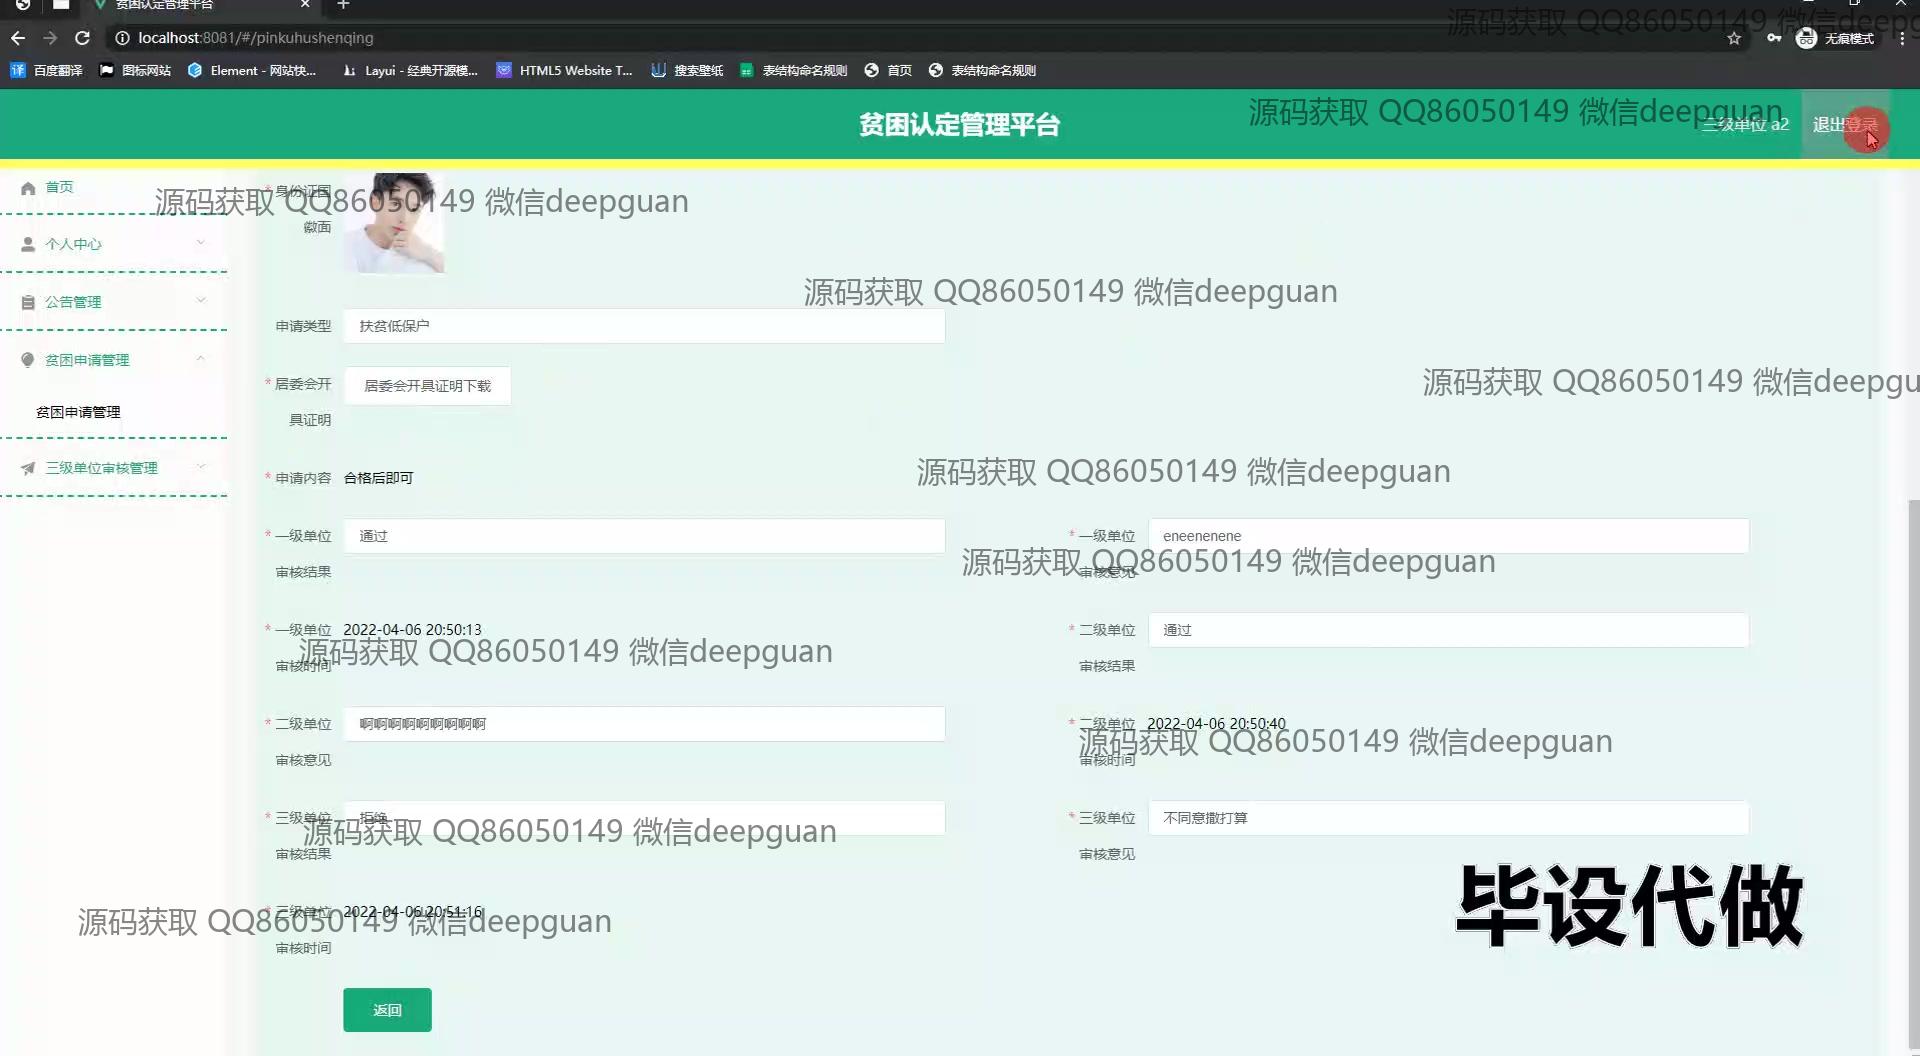 贫困认定管理平台
localhost:8081/#/pinkuhushenqing
无痕模式
源码获取 QQ86050149 微信deepg
百度翻译
图标网站
Element - 网站快...
Layui - 经典开源模...
HTML5 Website T...
搜索壁纸
表结构命名规则
首页
表结构命名规则
贫困认定管理平台
源码获取 QQ86050149 微信deepguan
三级单位 a2
退出登录
首页
个人中心
公告管理
贫困申请管理
贫困申请管理
三级单位审核管理
源码获取 QQ86050149 微信deepguan
* 身份证国
徽面
源码获取 QQ86050149 微信deepguan
申请类型
扶贫低保户
* 居委会开
具证明
居委会开具证明下载
源码获取 QQ86050149 微信deepgu
* 申请内容
合格后即可
源码获取 QQ86050149 微信deepguan
* 一级单位
审核结果
通过
* 一级单位
审核意见
eneenenene
源码获取 QQ86050149 微信deepguan
* 一级单位
审核时间
2022-04-06 20:50:13
源码获取 QQ86050149 微信deepguan
* 二级单位
审核结果
通过
* 二级单位
审核意见
啊啊啊啊啊啊啊啊啊
* 二级单位
审核时间
2022-04-06 20:50:40
源码获取 QQ86050149 微信deepguan
* 三级单位
审核结果
拒绝
源码获取 QQ86050149 微信deepguan
* 三级单位
审核意见
不同意撒打算
* 三级单位
审核时间
2022-04-06 20:51:16
源码获取 QQ86050149 微信deepguan
毕设代做
返回